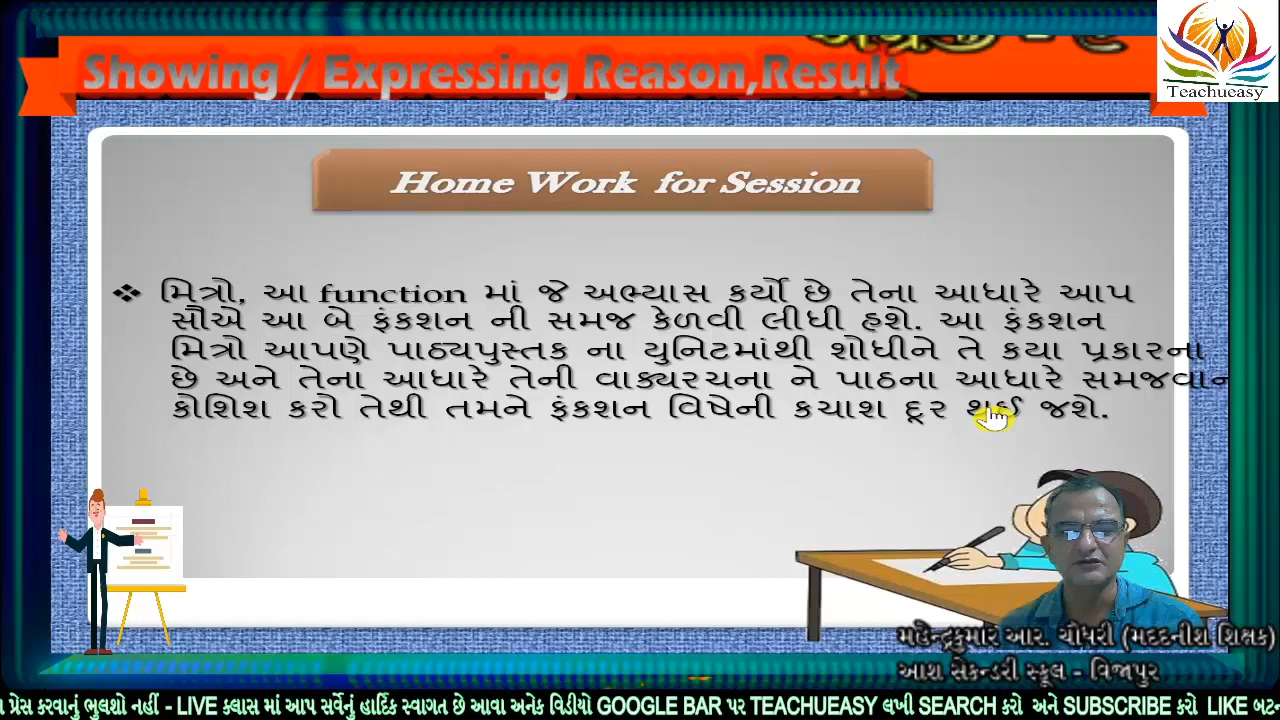 Teachueasy
Showing / Expressing Reason,Result
Home Work for Session
❖ મિત્રો, આ function માં જે અભ્યાસ કર્યો છે તેના આધારે આપ
સૌએ આ બે ફંકશન ની સમજ કેળવી લીધી હશે. આ ફંકશન
મિત્રો આપણે પાઠ્યપુસ્તક ના યુનિટમાંથી શોધીને તે કયા પ્રકારના
છે અને તેના આધારે તેની વાક્યરચના ને પાઠના આધારે સમજવાન
કોશિશ કરો તેથી તમને ફંકશન વિષેની કચાશ દૂર થઈ જશે.
મહેન્દ્રકુમાર આર. ચૌધરી (મદદનીશ શિક્ષક)
આશ સેકન્ડરી સ્કૂલ - વિજાપુર
પ્રેસ કરવાનું ભુલશો નહીં - LIVE ક્લાસ માં આપ સર્વેનું હાર્દિક સ્વાગત છે આવા અનેક વિડીયો GOOGLE BAR પર TEACHUEASY લખી SEARCH કરો અને SUBSCRIBE કરો LIKE બટન